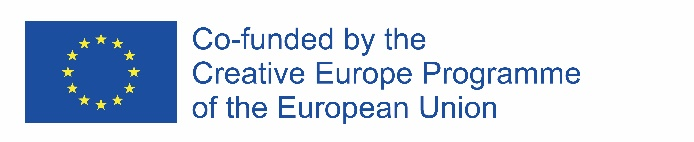 Co-funded by the
Creative Europe Programme
of the European Union